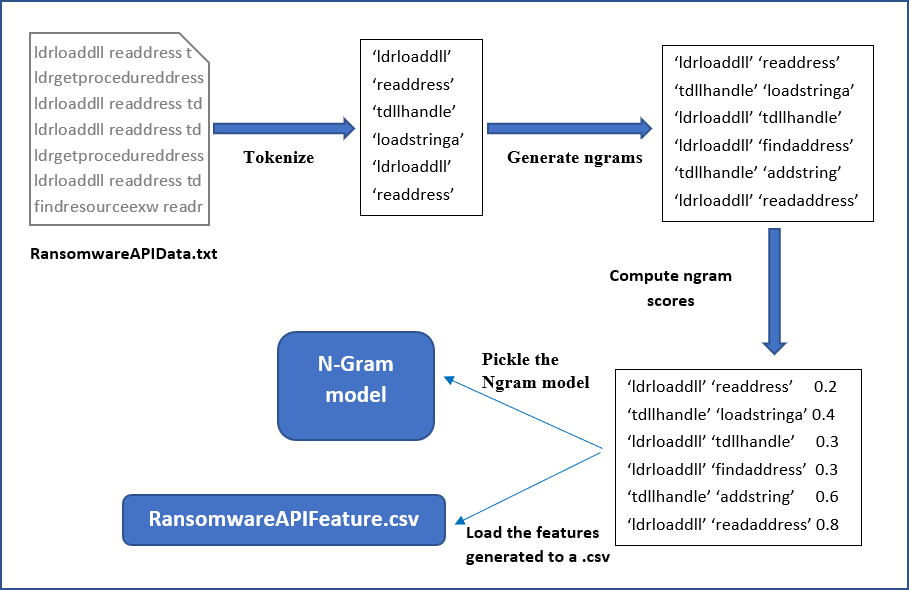 ldrloaddll readdress t
ldrgetprocedureddress
ldrloaddll readdress td
ldrloaddll readdress td
ldrgetprocedureddress
ldrloaddll readdress td
findresourceexw readr
RansomwareAPIData.txt
Tokenize
‘ldrloaddll’
‘readdress’
‘tdllhandle’
‘loadstringa’
‘ldrloaddll’
‘readdress’
Generate ngrams
‘ldrloaddll’ ‘readdress’
‘tdllhandle’ ‘loadstringa’
‘ldrloaddll’ ‘tdllhandle’
‘ldrloaddll’ ‘findaddress’
‘tdllhandle’ ‘addstring’
‘ldrloaddll’ ‘readaddress’
Compute ngram
scores
‘ldrloaddll’ ‘readdress’ 0.2
‘tdllhandle’ ‘loadstringa’ 0.4
‘ldrloaddll’ ‘tdllhandle’ 0.3
‘ldrloaddll’ ‘findaddress’ 0.3
‘tdllhandle’ ‘addstring’ 0.6
‘ldrloaddll’ ‘readaddress’ 0.8
Pickle the
Ngram model
N-Gram
model
Load the features
generated to a .csv
RansomwareAPIFeature.csv